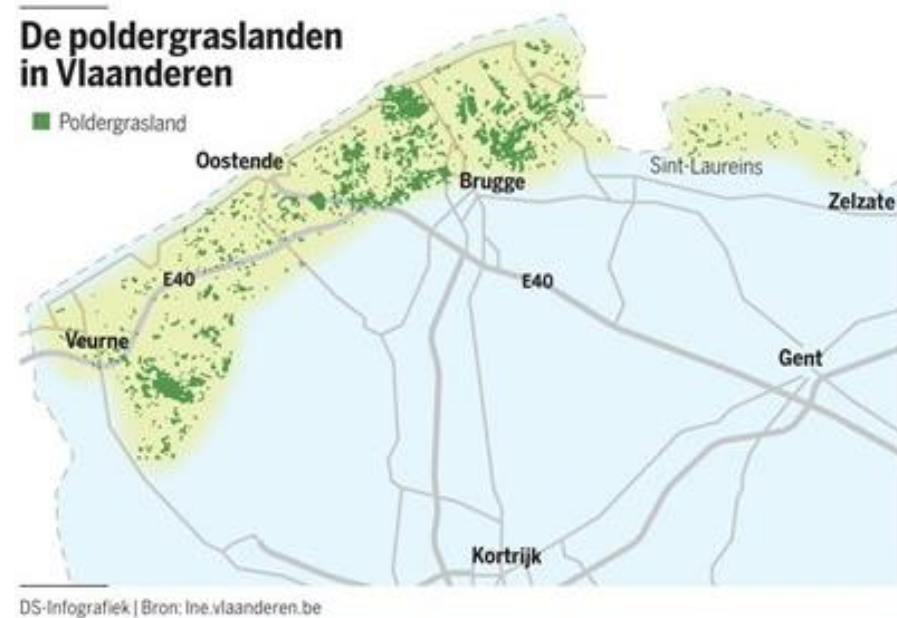 De poldergraslanden
in Vlaanderen
Poldergrasland
Oostende
Brugge
Sint-Laureins
Zelzate
E40
E40
Veurne
Gent
Kortrijk
DS-Infografiek | Bron: lne.vlaanderen.be